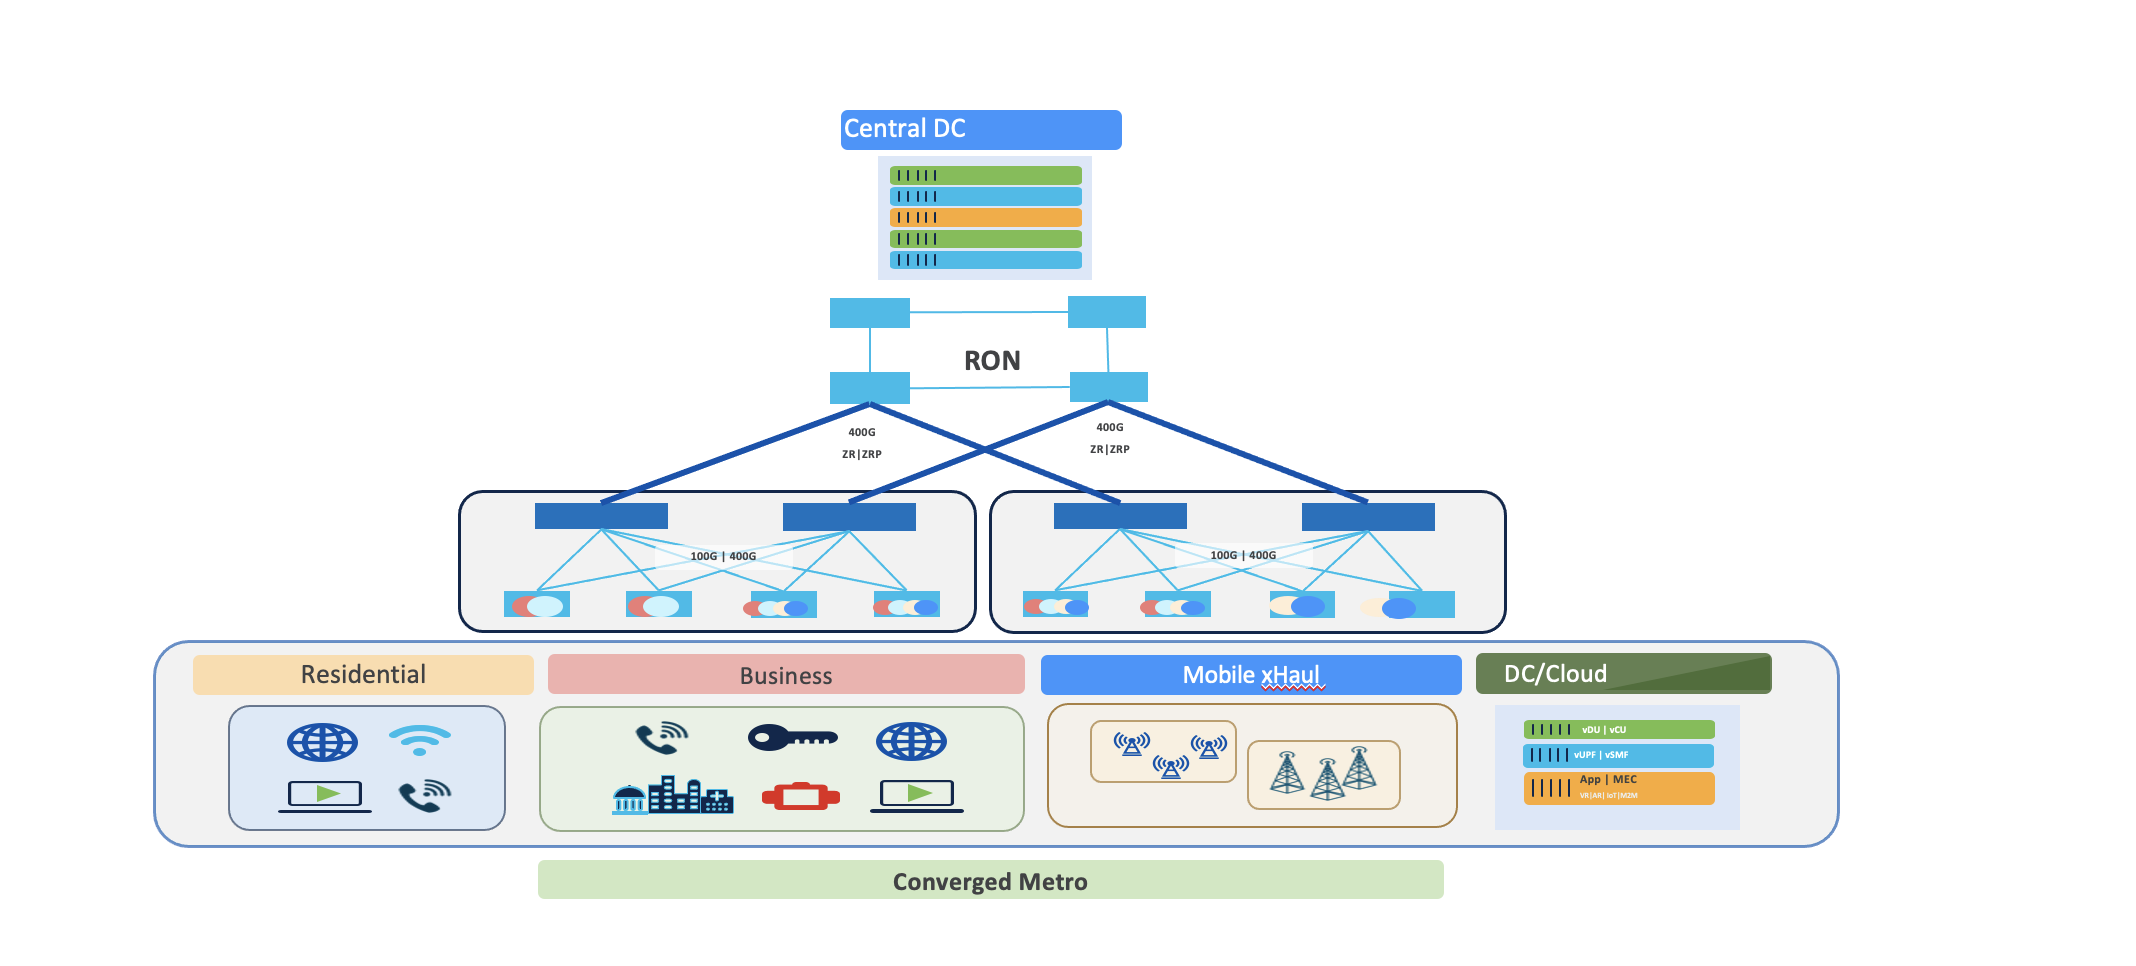 Central DC
RON
400G
ZR|ZRP
400G
ZR|ZRP
100G | 400G
100G | 400G
Residential
Business
Mobile xHaul
DC/Cloud
vDU | vCU
vUPF | vSMF
App | MEC
VR|AR| IoT|M2M
Converged Metro